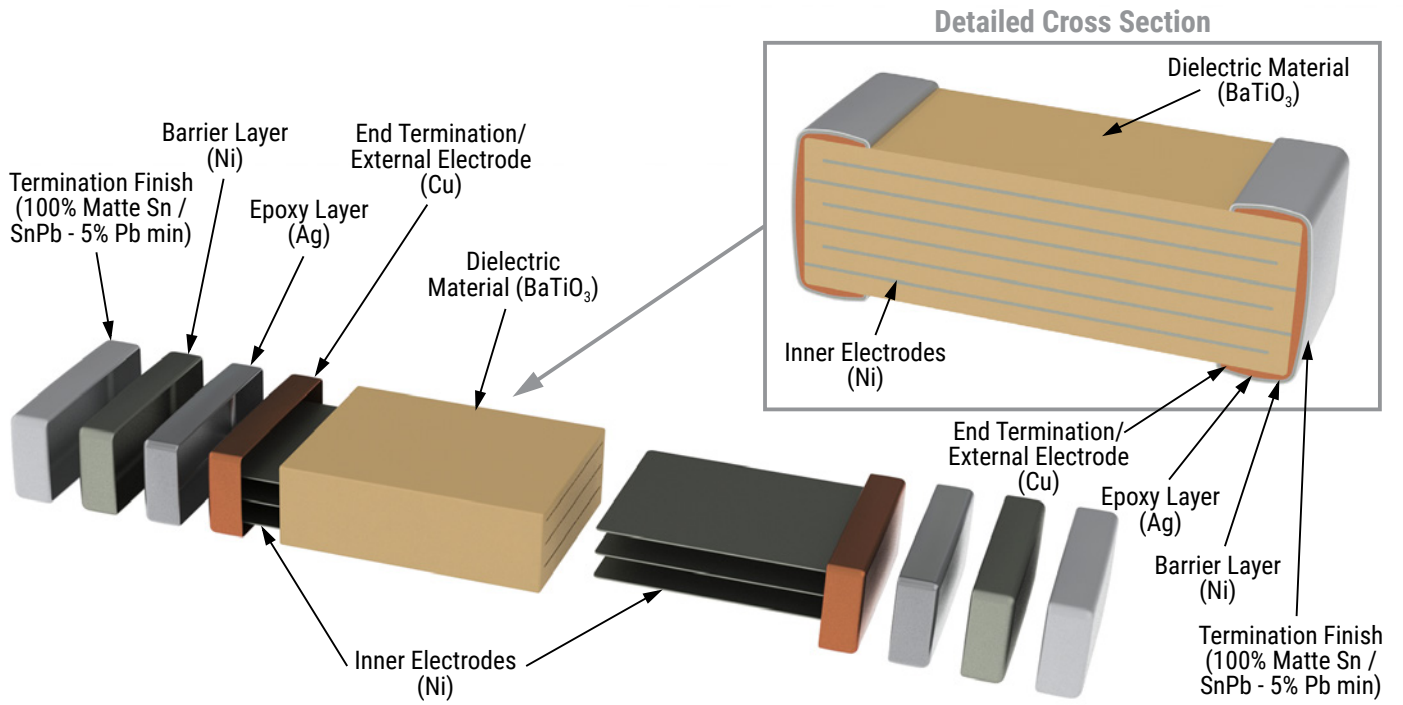 Detailed Cross Section
Dielectric Material
(BaTiO₃)
Inner Electrodes
(Ni)
Termination Finish
(100% Matte Sn /
SnPb - 5% Pb min)
Barrier Layer
(Ni)
Epoxy Layer
(Ag)
End Termination/
External Electrode
(Cu)
Dielectric
Material (BaTiO₃)
Inner Electrodes
(Ni)
End Termination/
External Electrode
(Cu)
Epoxy Layer
(Ag)
Barrier Layer
(Ni)
Termination Finish
(100% Matte Sn /
SnPb - 5% Pb min)